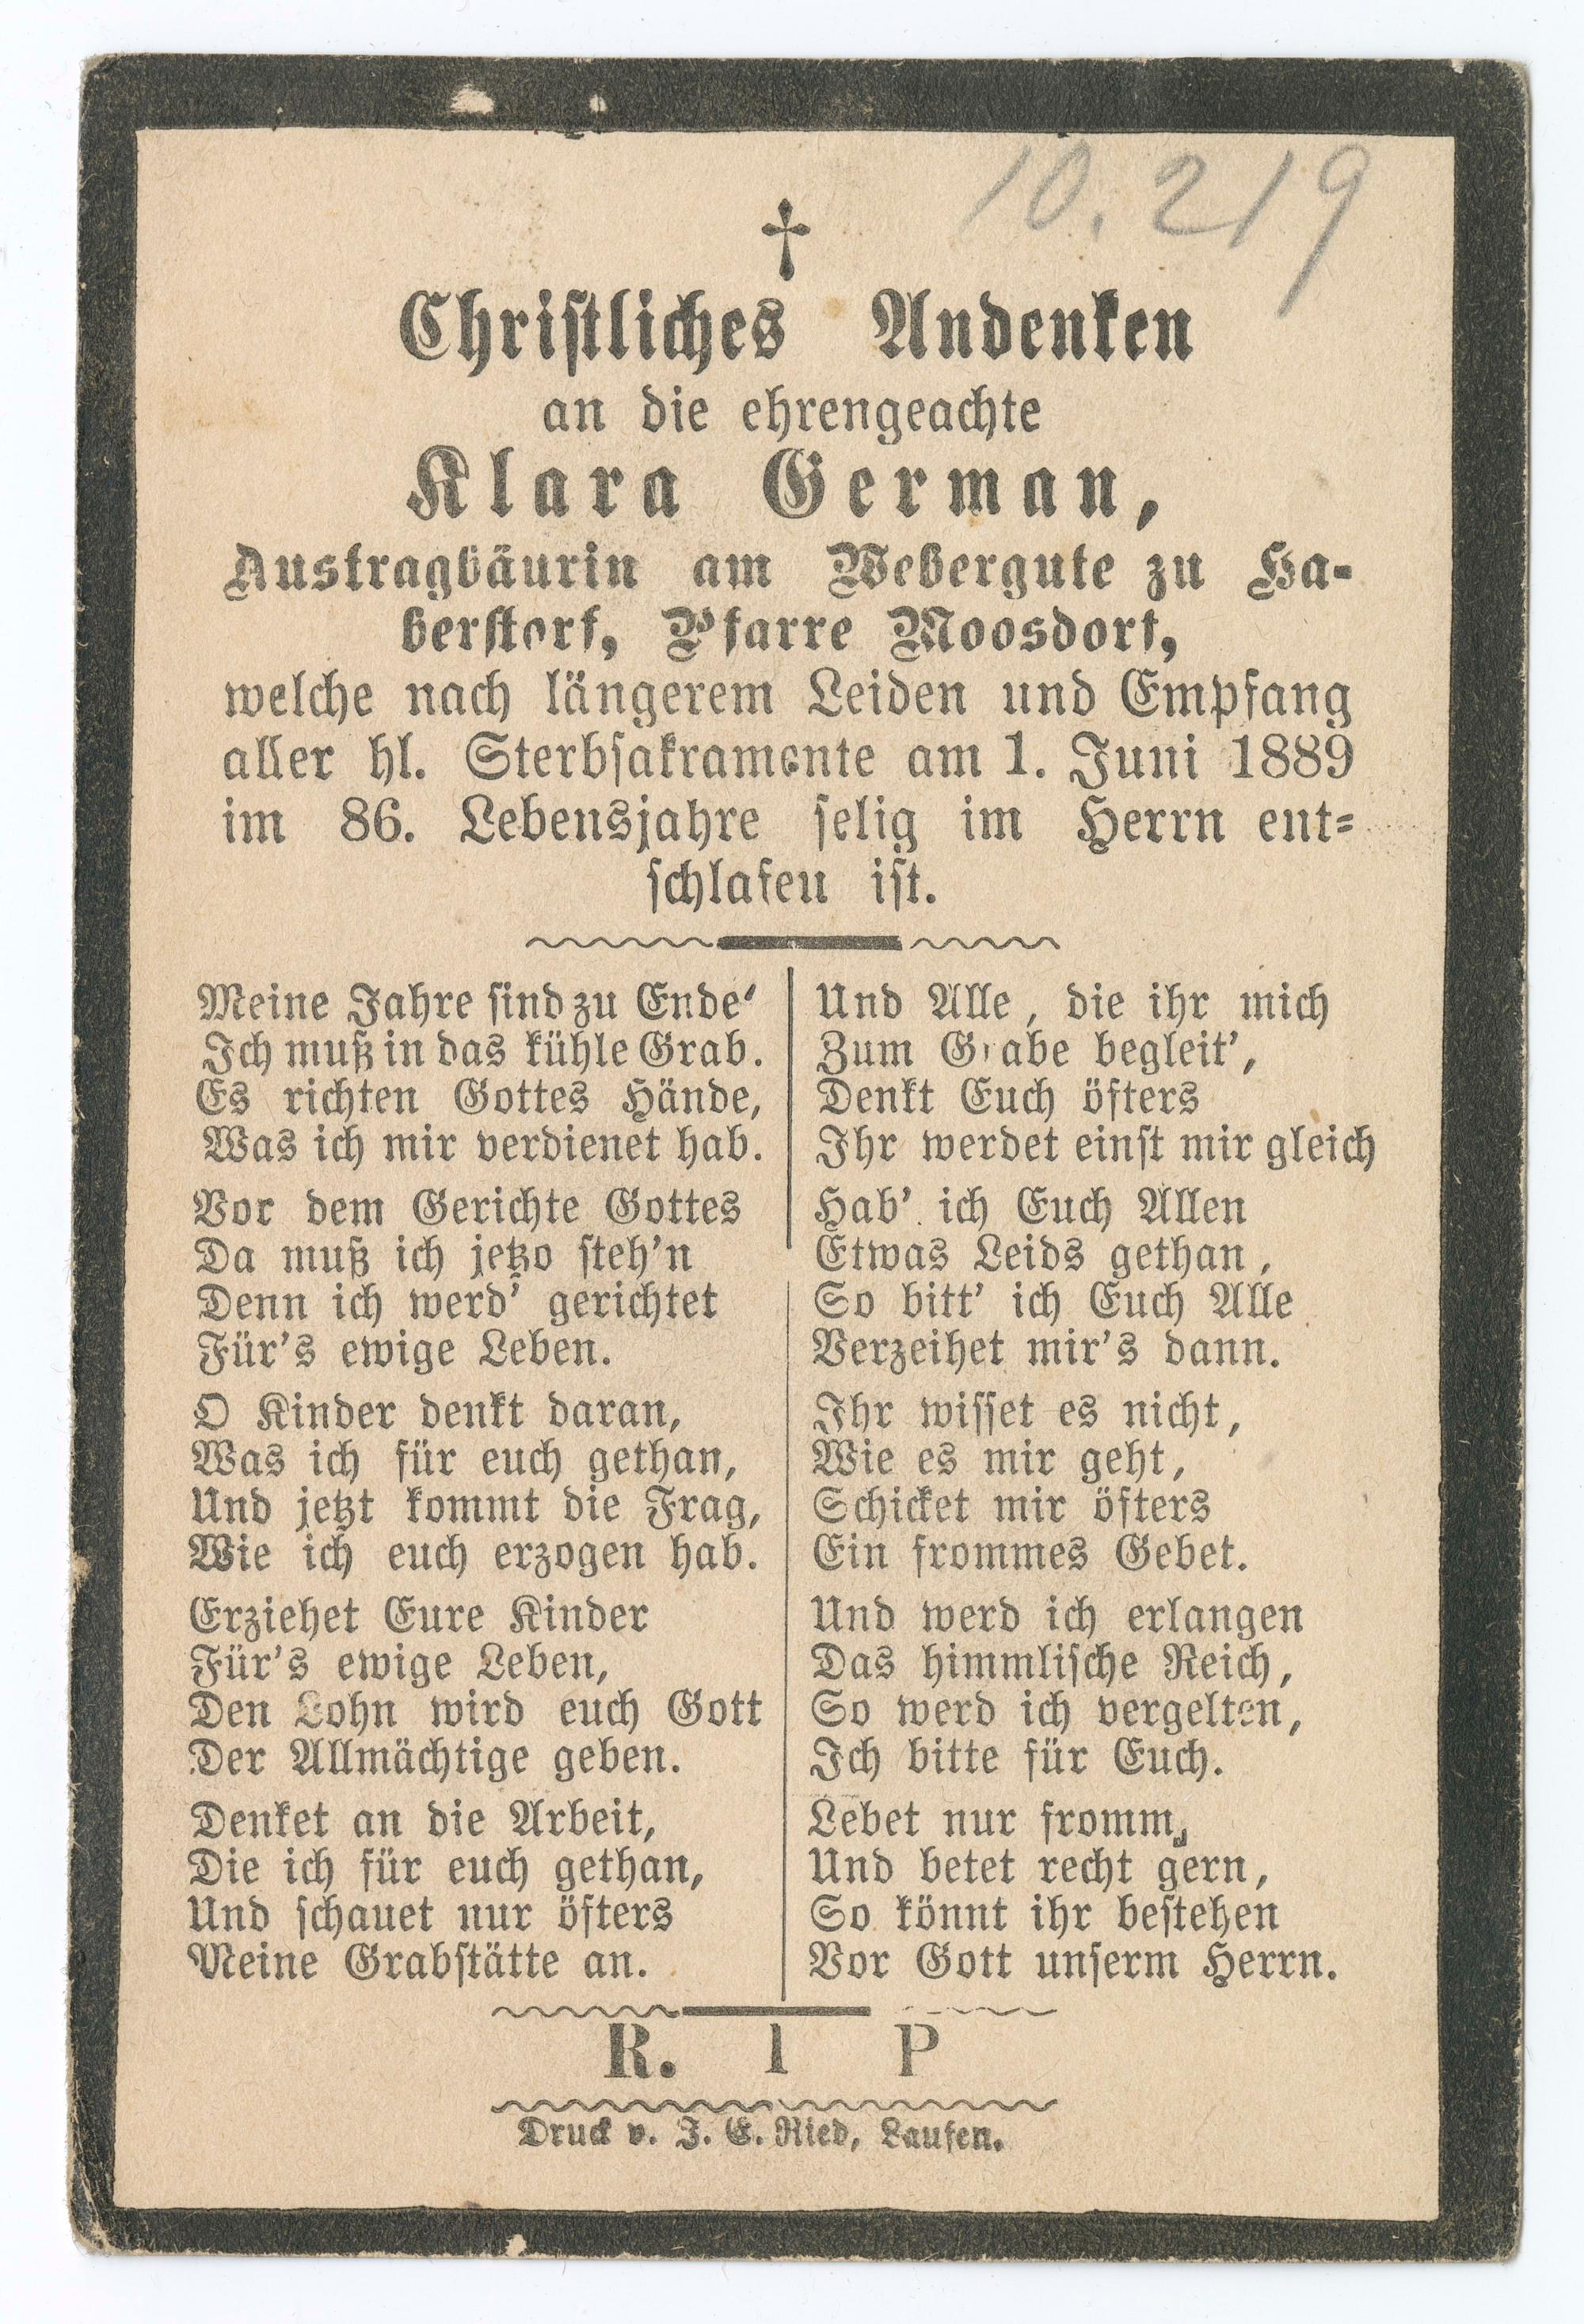 10.219
†
Christliches Andenken
an die ehrengeachte
Klara German,
Austragbäurin am Webergute zu Ha-
berstorf, Pfarre Moosdorf,
welche nach längerem Leiden und Empfang
aller hl. Sterbsakramente am 1. Juni 1889
im 86. Lebensjahre selig im Herrn ent-
schlafen ist.
Meine Jahre sind zu Ende'
Ich muß in das kühle Grab.
Es richten Gottes Hände,
Was ich mir verdienet hab.
Vor dem Gerichte Gottes
Da muß ich jetzo steh'n
Denn ich werd' gerichtet
Für's ewige Leben.
O Kinder denkt daran,
Was ich für euch gethan,
Und jetzt kommt die Frag,
Wie ich euch erzogen hab.
Erziehet Eure Kinder
Für's ewige Leben,
Den Lohn wird euch Gott
Der Allmächtige geben.
Denket an die Arbeit,
Die ich für euch gethan,
Und schauet nur öfters
Meine Grabstätte an.
Und Alle, die ihr mich
Zum Grabe begleit',
Denkt Euch öfters
Ihr werdet einst mir gleich
Hab' ich Euch Allen
Etwas Leids gethan,
So bitt' ich Euch Alle
Verzeihet mir's dann.
Ihr wisset es nicht,
Wie es mir geht,
Schicket mir öfters
Ein frommes Gebet.
Und werd ich erlangen
Das himmlische Reich,
So werd ich vergelten,
Ich bitte für Euch.
Lebet nur fromm,
Und betet recht gern,
So könnt ihr bestehen
Vor Gott unserm Herrn.
R. I P
Druck v. J. E. Ried, Laufen.